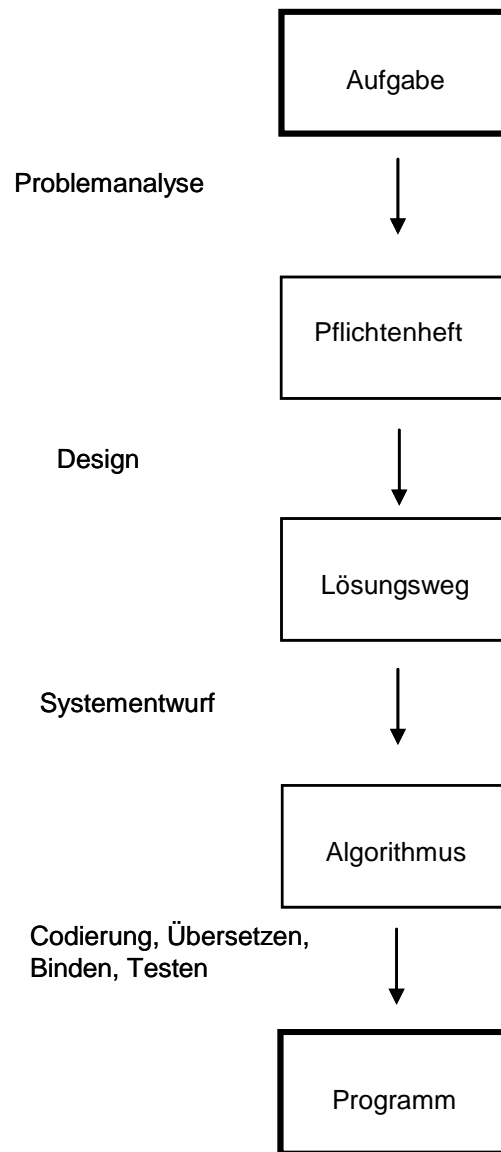 Aufgabe
Problemanalyse
Pflichtenheft
Design
Lösungsweg
Systementwurf
Algorithmus
Codierung, Übersetzen,
Binden, Testen
Programm